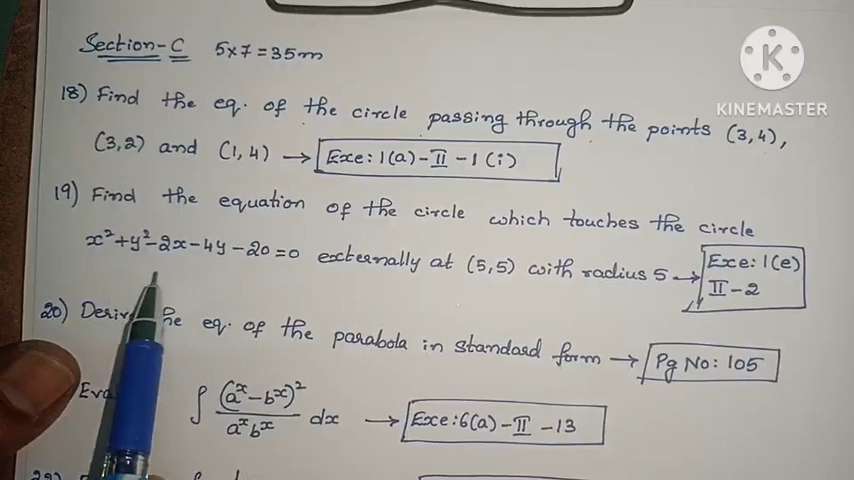 Section-C 5x7=35m
K
KINEMASTER
18) Find the eq. of the circle passing through the points (3,4),
(3,2) and (1,4) → Exe: 1(a)-II-1(i)
19) Find the equation of the circle which touches the circle
x²+y²-2x-4y-20=0 externally at (5,5) with radius 5 → Exe: 1(e)
II-2
20) the eq. of the parabola in standard form → Pg No: 105
∫ (aˣ-bˣ)²/aˣbˣ dx → Exe: 6(a)-II-13